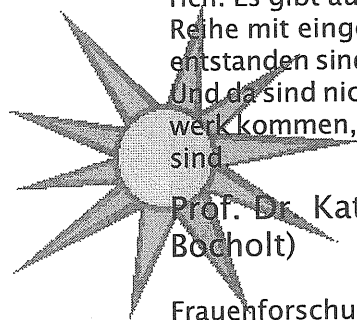 rich. Es gibt au
Reihe mit einge
entstanden sind
Und da sind nic
werk kommen,
sind.
Prof. Dr. Kat
Bocholt)
Frauenforschu